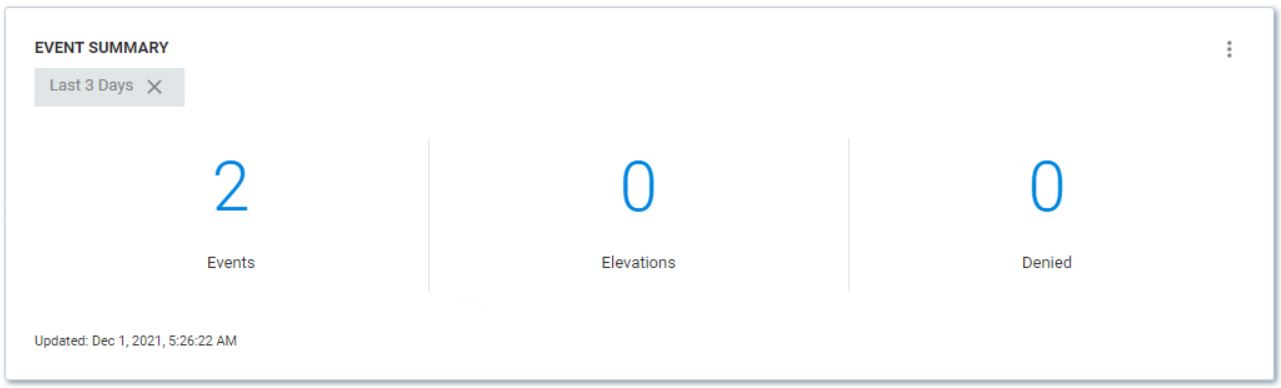 EVENT SUMMARY
Last 3 Days
2 0 0
Events Elevations Denied
Updated: Dec 1, 2021, 5:26:22 AM